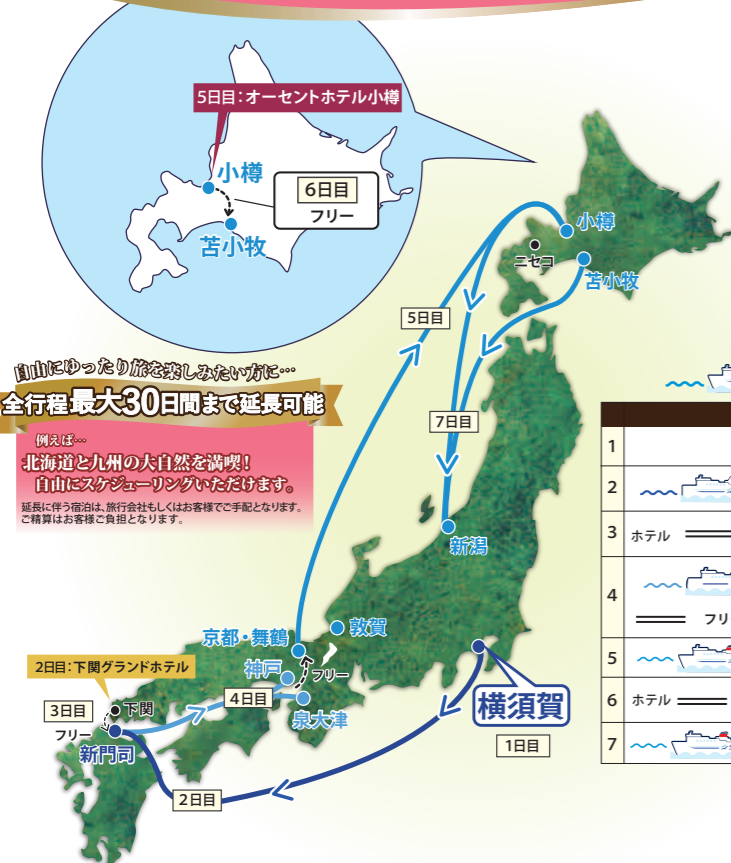 5日目：オーセントホテル小樽
小樽
6日目
フリー
苫小牧
小樽
ニセコ
苫小牧
5日目
自由にゆったり旅を楽しみたい方に…
全行程最大30日間まで延長可能
例えば…
北海道と九州の大自然を満喫！
自由にスケジューリングいただけます。
延長に伴う宿泊は、旅行会社もしくはお客様でご手配となります。
ご精算はお客様ご負担となります。
7日目
新潟
敦賀
京都・舞鶴
2日目：下関グランドホテル
神戸
フリー
3日目
下関
4日目
泉大津
フリー
新門司
横須賀
1日目
2日目
1
2
3 ホテル
4
フリ
5
6 ホテル
7